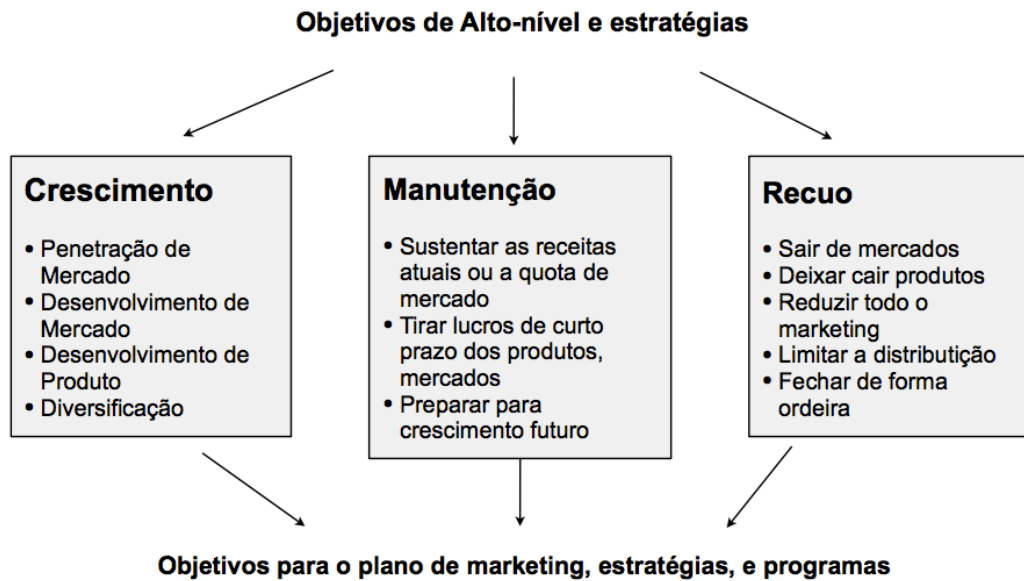 Objetivos de Alto-nível e estratégias
Crescimento
• Penetração de
Mercado
• Desenvolvimento de
Mercado
• Desenvolvimento de
Produto
• Diversificação
Manutenção
• Sustentar as receitas
atuais ou a quota de
mercado
• Tirar lucros de curto
prazo dos produtos,
mercados
• Preparar para
crescimento futuro
Recuo
• Sair de mercados
• Deixar cair produtos
• Reduzir todo o
marketing
• Limitar a distributição
• Fechar de forma
ordeira
Objetivos para o plano de marketing, estratégias, e programas